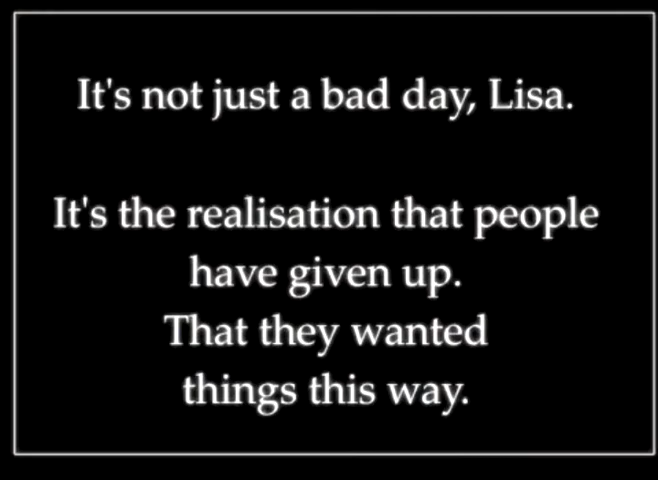 It's not just a bad day, Lisa.
It's the realisation that people
have given up.
That they wanted
things this way.